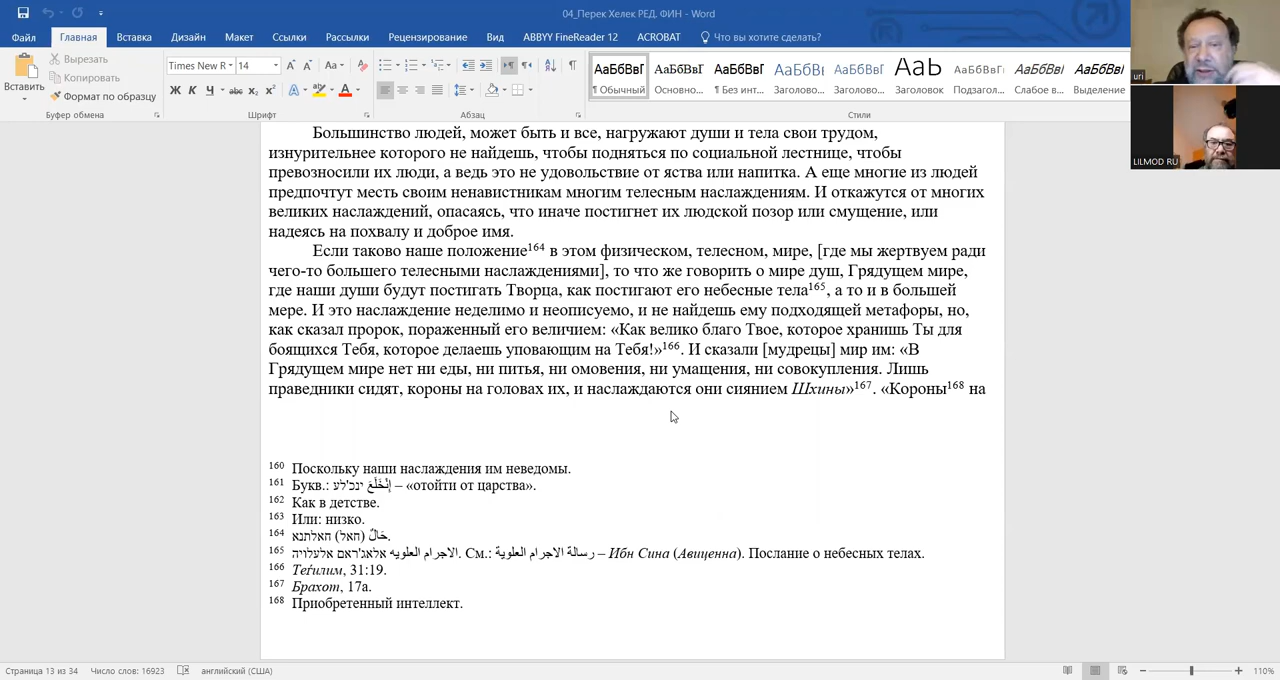 04_Перек Хелек РЕД. ФИН - Word
Файл Главная Вставка Дизайн Макет Ссылки Рассылки Рецензирование Вид ABBYY FineReader 12 ACROBAT Что вы хотите сделать?
Вставить
Вырезать
Копировать
Формат по образцу
Буфер обмена
Times New R 14
Ж К Ч abc x₂ x²
Шрифт
Абзац
АаБбВвГ АаБбВвГ АаБбВвГ АаБбВвГ АаБбВвГ АаБ АаБбВвГг АаБбВвГг АаБбВвГг
¶ Обычный Основно... ¶ Без инт... Заголово... Заголово... Заголовок Подзагол... Слабое в... Выделение
Стили
uri
LILMOD RU
Большинство людей, может быть и все, нагружают души и тела свои трудом,
изнурительнее которого не найдешь, чтобы подняться по социальной лестнице, чтобы
превозносили их люди, а ведь это не удовольствие от яства или напитка. А еще многие из людей
предпочтут месть своим ненавистникам многим телесным наслаждениям. И откажутся от многих
великих наслаждений, опасаясь, что иначе постигнет их людской позор или смущение, или
надеясь на похвалу и доброе имя.
Если таково наше положение¹⁶⁴ в этом физическом, телесном, мире, [где мы жертвуем ради
чего-то большего телесными наслаждениями], то что же говорить о мире душ, Грядущем мире,
где наши души будут постигать Творца, как постигают его небесные тела¹⁶⁵, а то и в большей
мере. И это наслаждение неделимо и неописуемо, и не найдешь ему подходящей метафоры, но,
как сказал пророк, пораженный его величием: «Как велико благо Твое, которое хранишь Ты для
боящихся Тебя, которое делаешь уповающим на Тебя!»¹⁶⁶. И сказали [мудрецы] мир им: «В
Грядущем мире нет ни еды, ни питья, ни омовения, ни умащения, ни совокупления. Лишь
праведники сидят, короны на головах их, и наслаждаются они сиянием Шхины»¹⁶⁷. «Короны¹⁶⁸ на
160 Поскольку наши наслаждения им неведомы.
161 Букв.: ינכ'לע إِنْخَلَعَ – «отойти от царства».
162 Как в детстве.
163 Или: низко.
164 חאלתנא (חאל) حَالٌ.
165 אלאג'ראם אלעלויה الاجرام العلويه. См.: رسالة الاجرام العلوية – Ибн Сина (Авиценна). Послание о небесных телах.
166 Теѓилим, 31:19.
167 Брахот, 17а.
168 Приобретенный интеллект.
Страница 13 из 34 Число слов: 16923 английский (США) 110%